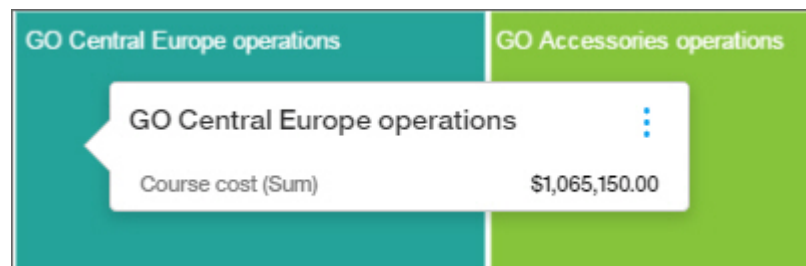 GO Central Europe operations
GO Accessories operations
GO Central Europe operations
Course cost (Sum) $1,065,150.00